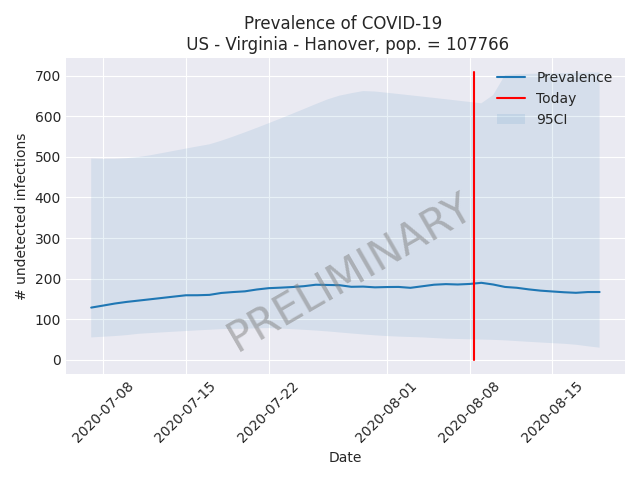 Prevalence of COVID-19
US - Virginia - Hanover, pop. = 107766
# undetected infections
700
600
500
400
300
200
100
0
Prevalence
Today
95CI
PRELIMINARY
2020-07-08
2020-07-15
2020-07-22
2020-08-01
2020-08-08
2020-08-15
Date